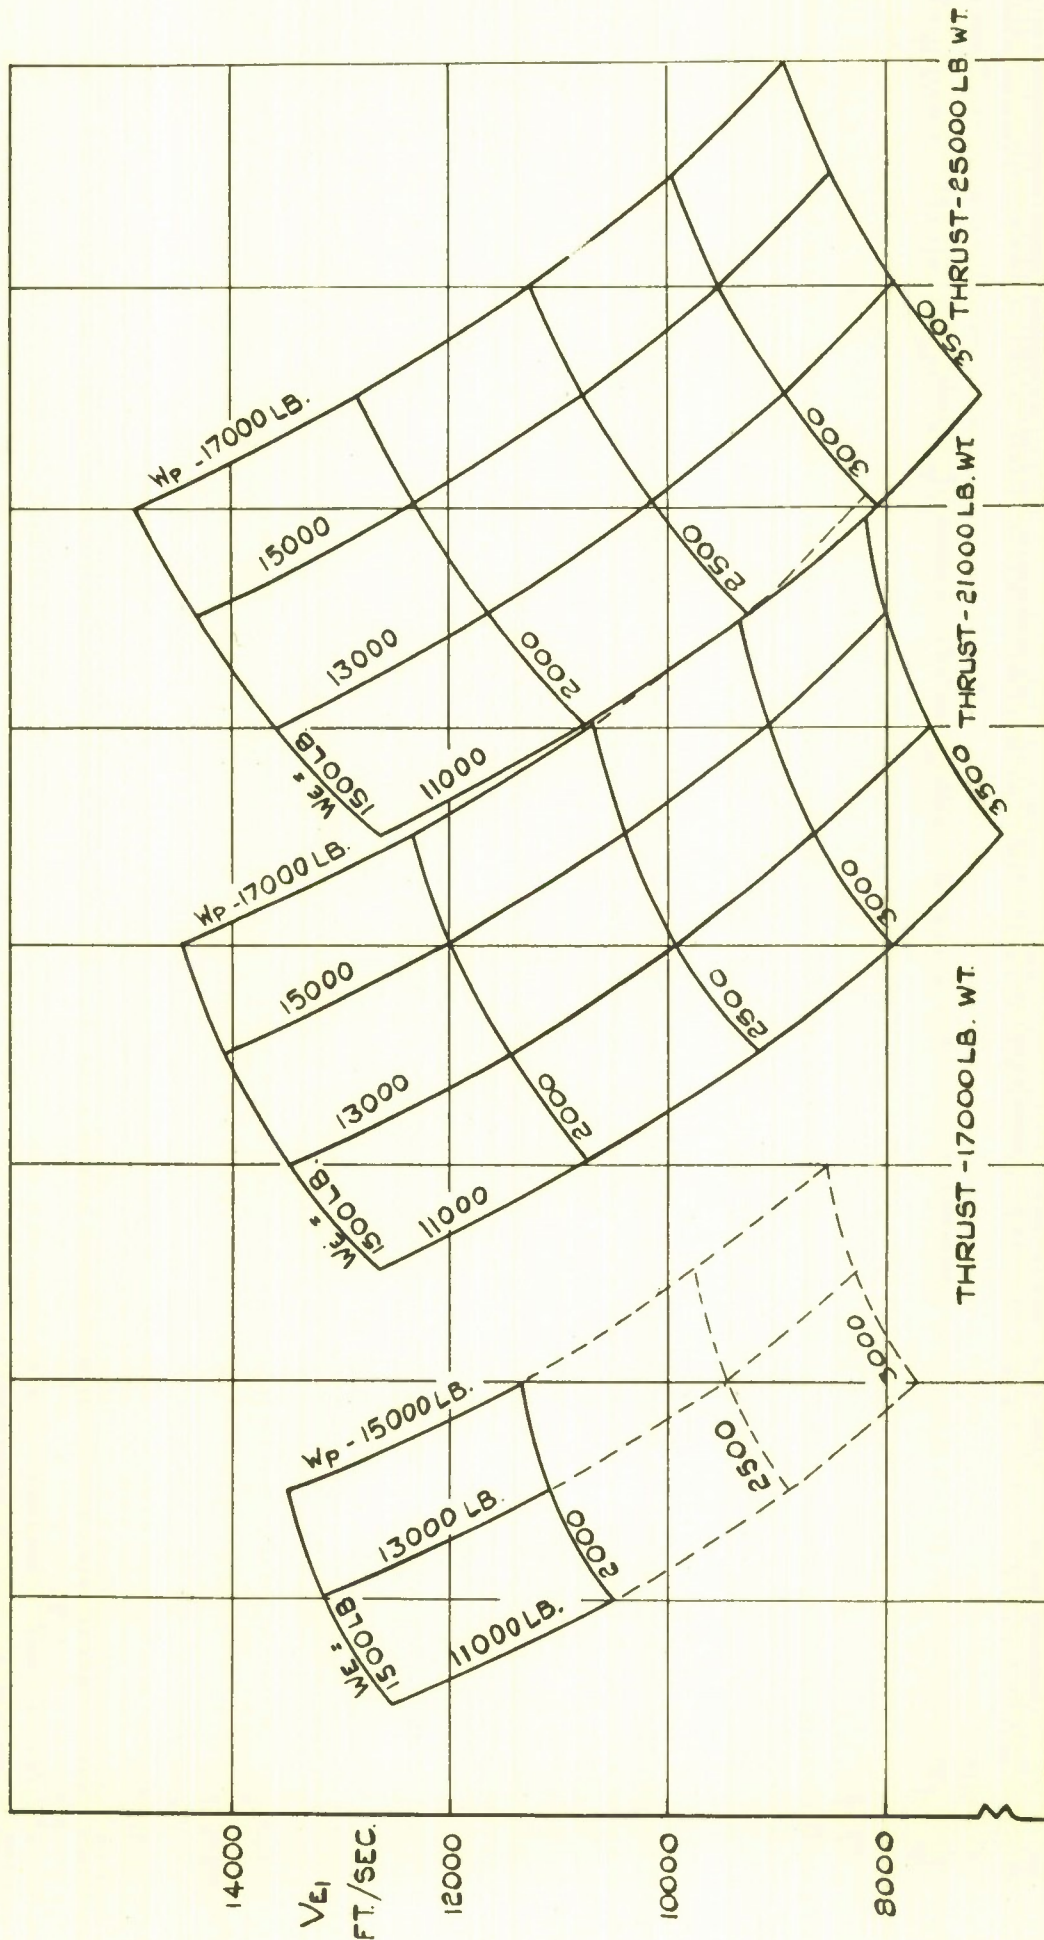 14000
V E1
FT./SEC.
12000
10000
8000
WP - 15000 LB.
13000 LB.
11000 LB.
WE =
1500 LB
2000
2500
3000
THRUST - 17000 LB. WT.
WP - 17000 LB.
15000
13000
11000
WE =
1500 LB.
2000
2500
3000
3500
THRUST - 21000 LB. WT
WP - 17000 LB.
15000
13000
11000
WE =
1500 LB.
2000
2500
3000
3500
THRUST - 25000 LB. WT.